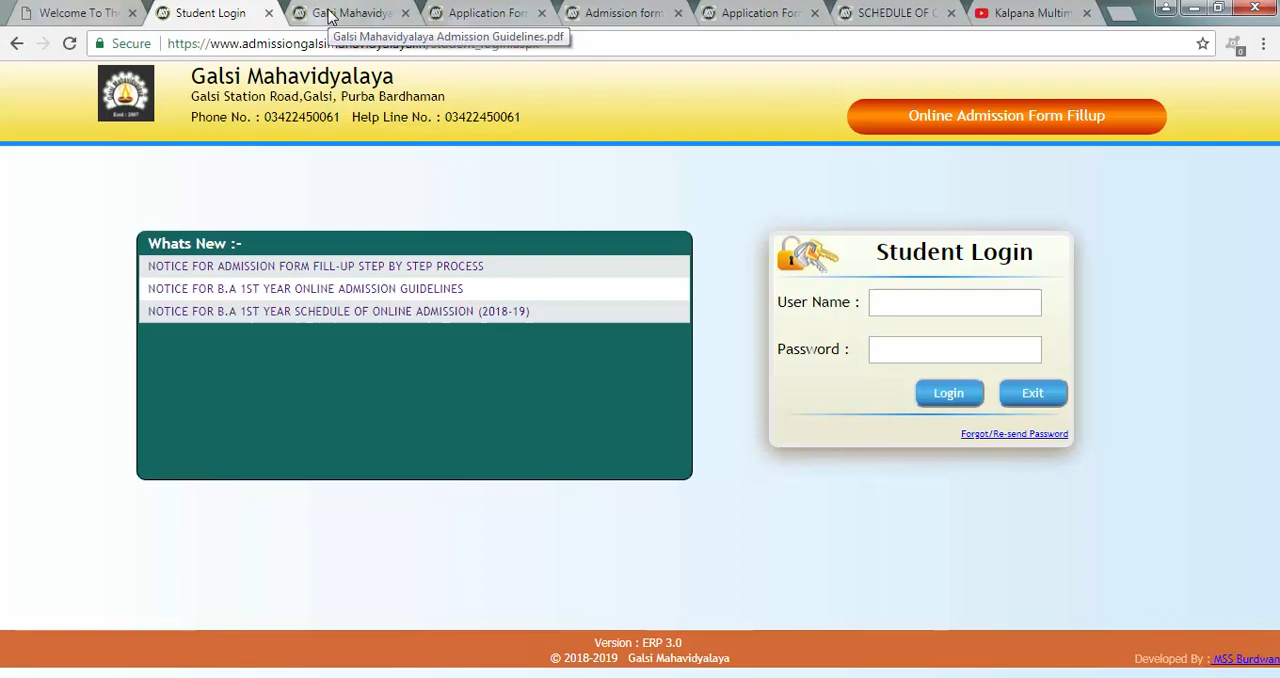 Welcome To Th
Student Login
Galsi Mahavidya
Application For
Admission form
Application For
SCHEDULE OF C
Kalpana Multim
Galsi Mahavidyalaya Admission Guidelines.pdf
Secure
0
Galsi Mahavidyalaya
Galsi Station Road,Galsi, Purba Bardhaman
Phone No. : 03422450061 Help Line No. : 03422450061
Online Admission Form Fillup
Whats New :-
NOTICE FOR ADMISSION FORM FILL-UP STEP BY STEP PROCESS
NOTICE FOR B.A 1ST YEAR ONLINE ADMISSION GUIDELINES
NOTICE FOR B.A 1ST YEAR SCHEDULE OF ONLINE ADMISSION (2018-19)
Student Login
User Name :
Password :
Login Exit
Forgot/Re-send Password
Version : ERP 3.0
© 2018-2019 Galsi Mahavidyalaya
Developed By : MSS Burdwan